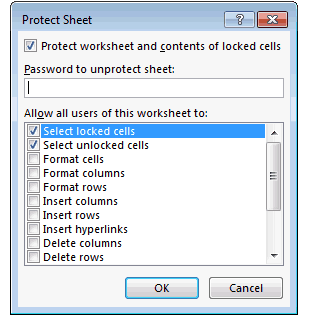 Protect Sheet
Protect worksheet and contents of locked cells
Password to unprotect sheet:
Allow all users of this worksheet to:
Select locked cells
Select unlocked cells
Format cells
Format columns
Format rows
Insert columns
Insert rows
Insert hyperlinks
Delete columns
Delete rows
OK Cancel